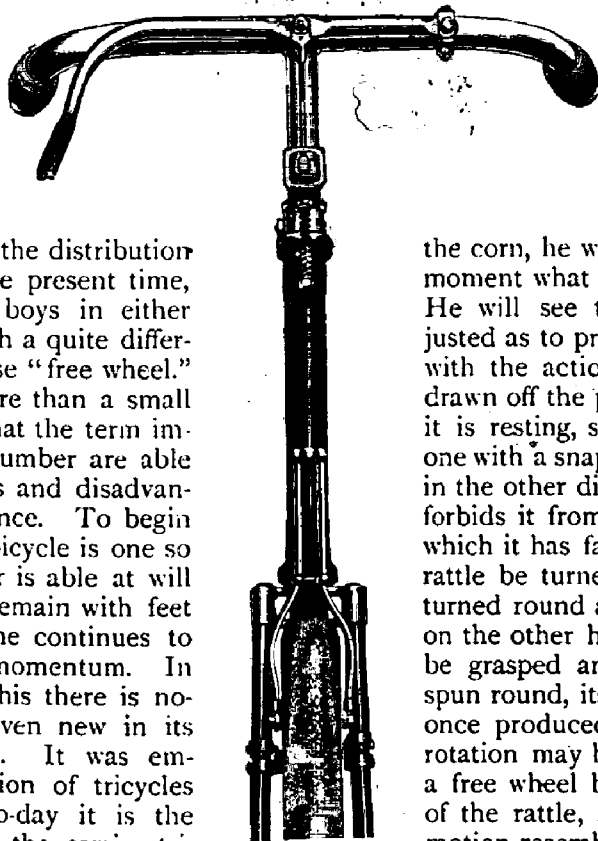 the distribution
e present time,
boys in either
h a quite differ-
se "free wheel."
re than a small
hat the term im-
umber are able
s and disadvan-
nce. To begin
icycle is one so
r is able at will
emain with feet
ne continues to
momentum. In
his there is no-
ven new in its
. It was em-
ion of tricycles
o-day it is the
the corn, he w
moment what
He will see t
justed as to pr
with the actio
drawn off the p
it is resting, s
one with a snap
in the other di
forbids it from
which it has fa
rattle be turne
turned round a
on the other h
be grasped an
spun round, its
once produced
rotation may b
a free wheel b
of the rattle,